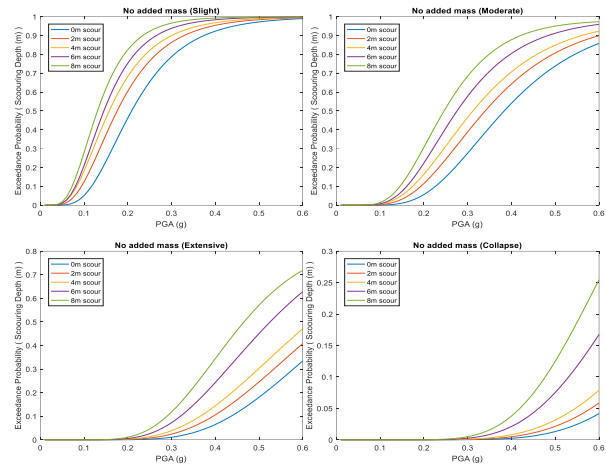 No added mass (Slight)
Exceedance Probability ( Scoouring Depth (m) )
1
0.9
0.8
0.7
0.6
0.5
0.4
0.3
0.2
0.1
0
0m scour
2m scour
4m scour
6m scour
8m scour
0 0.1 0.2 0.3 0.4 0.5 0.6
PGA (g)
No added mass (Moderate)
Exceedance Probability ( Scoouring Depth (m) )
1
0.9
0.8
0.7
0.6
0.5
0.4
0.3
0.2
0.1
0
0m scour
2m scour
4m scour
6m scour
8m scour
0 0.1 0.2 0.3 0.4 0.5 0.6
PGA (g)
No added mass (Extensive)
Exceedance Probability ( Scouring Depth (m) )
0.8
0.7
0.6
0.5
0.4
0.3
0.2
0.1
0
0m scour
2m scour
4m scour
6m scour
8m scour
0 0.1 0.2 0.3 0.4 0.5 0.6
PGA (g)
No added mass (Collapse)
Exceedance Probability ( Scouring Depth (m) )
0.3
0.25
0.2
0.15
0.1
0.05
0
0m scour
2m scour
4m scour
6m scour
8m scour
0 0.1 0.2 0.3 0.4 0.5 0.6
PGA (g)